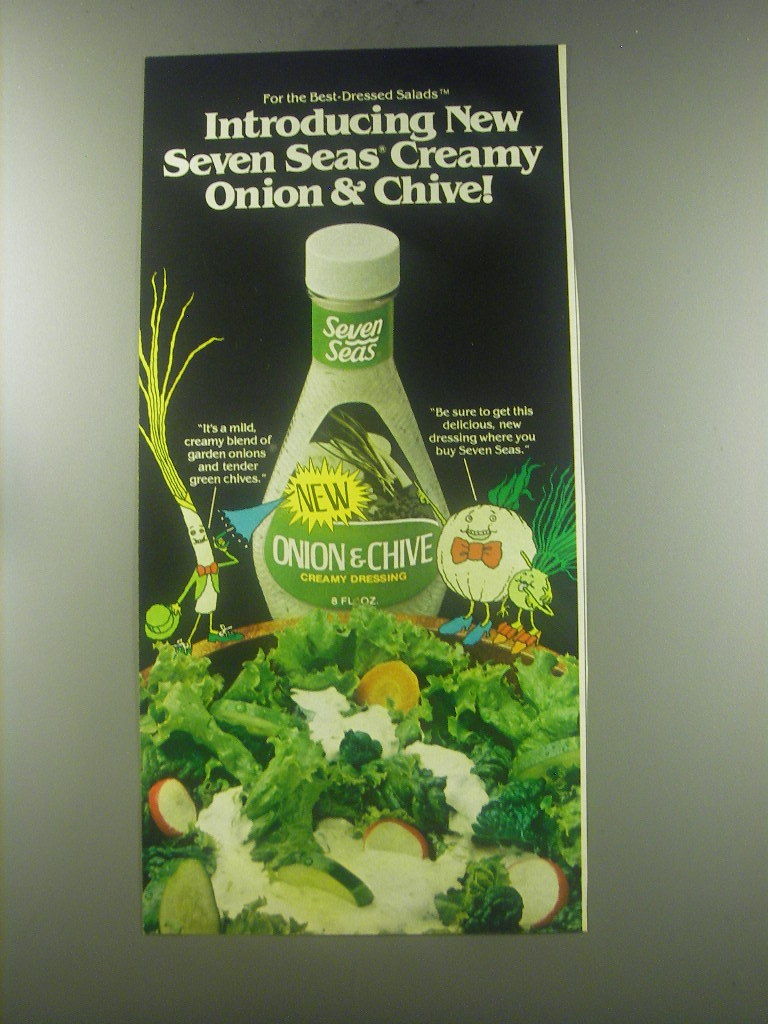 For the Best-Dressed Salads™
Introducing New
Seven Seas® Creamy
Onion & Chive!
Seven
Seas
"It's a mild,
creamy blend of
garden onions
and tender
green chives."
"Be sure to get this
delicious, new
dressing where you
buy Seven Seas."
NEW
ONION & CHIVE
CREAMY DRESSING
8 FL. OZ.